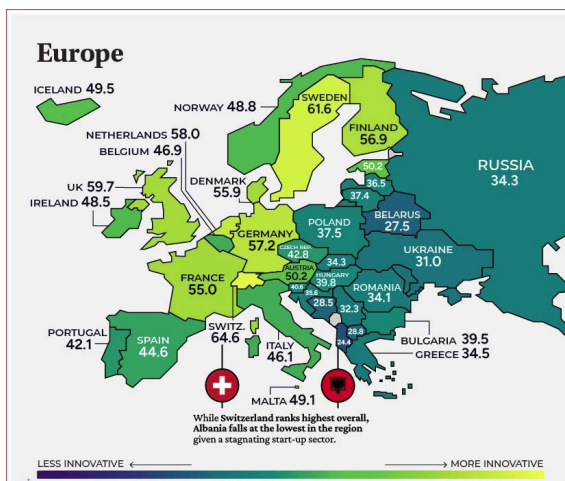 Europe
ICELAND 49.5
NORWAY 48.8
SWEDEN
61.6
FINLAND
56.9
NETHERLANDS 58.0
BELGIUM 46.9
UK 59.7
IRELAND
48.5
DENMARK
55.9
50.2
36.5
37.4
RUSSIA
34.3
BELARUS
27.5
POLAND
37.5
GERMANY
57.2
CZECH REP.
42.8
34.3
UKRAINE
31.0
AUSTRIA
50.2
HUNGARY
39.8
FRANCE
55.0
40.6
35.6
28.5
ROMANIA
34.1
32.3
28.8
24.4
BULGARIA 39.5
GREECE 34.5
PORTUGAL
42.1
SPAIN
44.6
SWITZ.
64.6
ITALY
46.1
MALTA 49.1
While Switzerland ranks highest overall,
Albania falls at the lowest in the region
given a stagnating start-up sector.
LESS INNOVATIVE
MORE INNOVATIVE